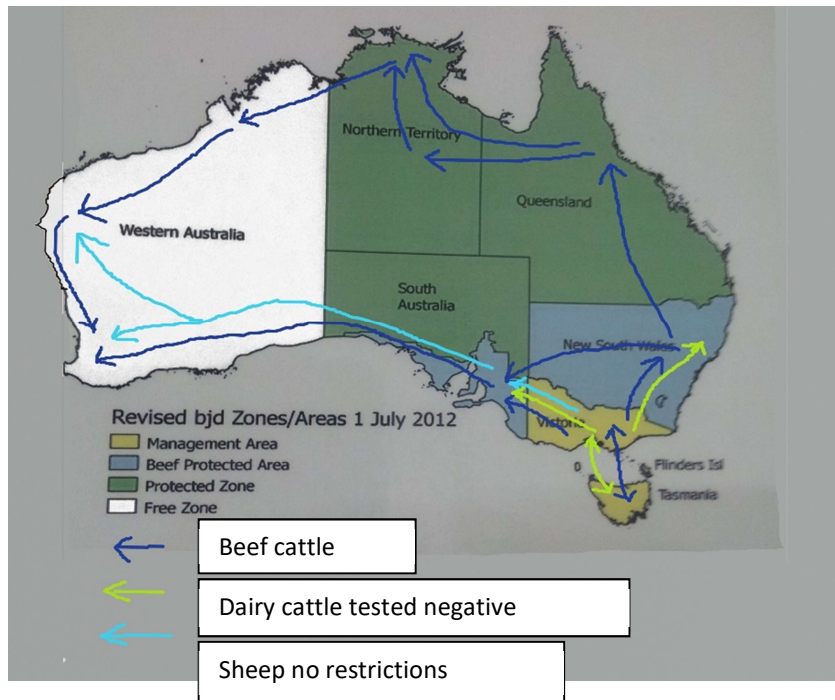 Northern Territory
Queensland
Western Australia
South
Australia
New South Wales
Revised bjd Zones/Areas 1 July 2012
Victoria
Management Area
Beef Protected Area
Flinders Isl
Protected Zone
Tasmania
Free Zone
Beef cattle
Dairy cattle tested negative
Sheep no restrictions